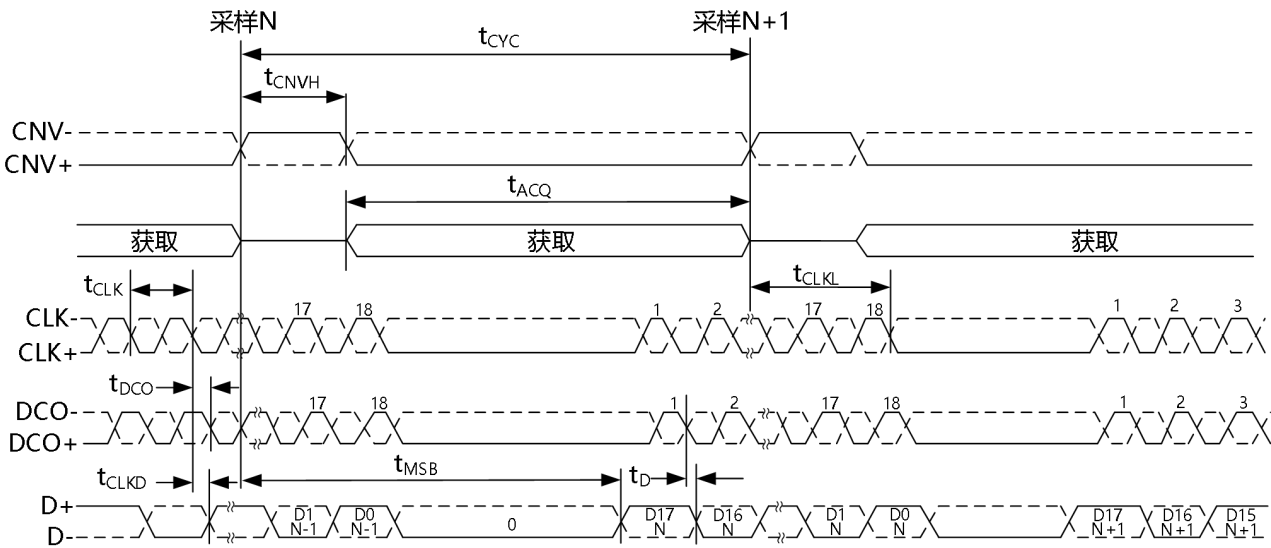 采样N 采样N+1
tCYC
tCNVH
CNV-
CNV+
tACQ
获取 获取 获取
tCLK tCLKL
CLK- 17 18 1 2 17 18 1 2 3
CLK+
tDCO
DCO- 17 18 1 2 17 18 1 2 3
DCO+
tCLKD tMSB tD
D+ D1 D0 D17 D16 D1 D0 D17 D16 D15
D- N-1 N-1 0 N N N N N+1 N+1 N+1